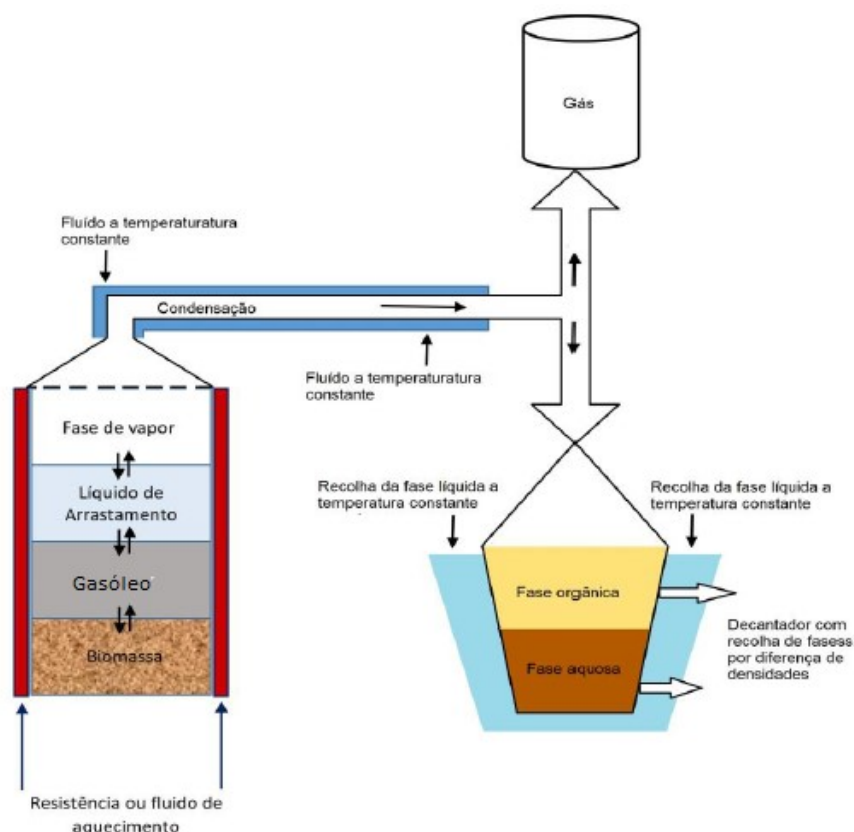 Gás
Fluído a temperaturatura
constante
Condensação
Fluído a temperaturatura
constante
Fase de vapor
Líquido de
Arrastamento
Gasóleo
Biomassa
Resistência ou fluido de
aquecimento
Recolha da fase líquida a
temperatura constante
Recolha da fase líquida a
temperatura constante
Fase orgânica
Fase aquosa
Decantador com
recolha de fasess
por diferença de
densidades